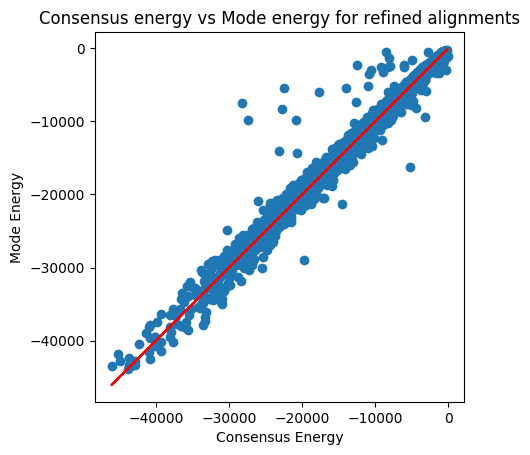 Consensus energy vs Mode energy for refined alignments
0
−10000
−20000
−30000
−40000
Mode Energy
−40000 −30000 −20000 −10000 0
Consensus Energy